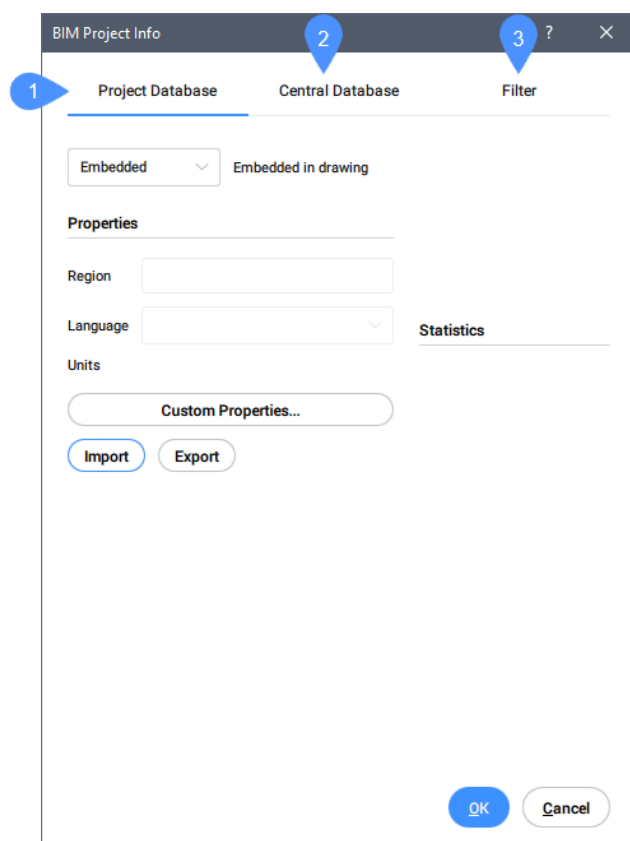 BIM Project Info ?
2 3
1 Project Database Central Database Filter
Embedded Embedded in drawing
Properties
Region
Language Statistics
Units
Custom Properties...
Import Export
OK Cancel